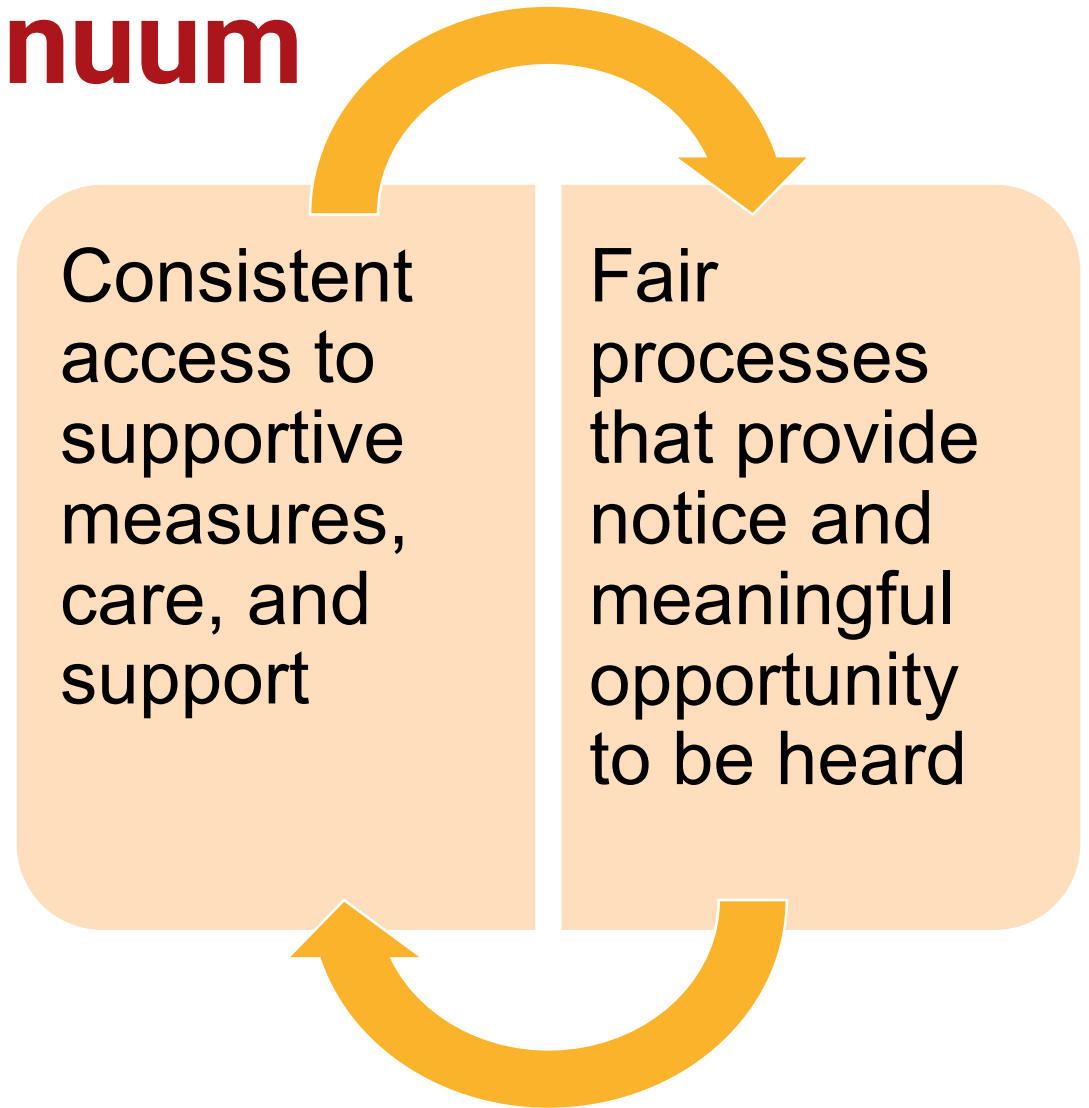 nuum
Consistent
access to
supportive
measures,
care, and
support
Fair
processes
that provide
notice and
meaningful
opportunity
to be heard